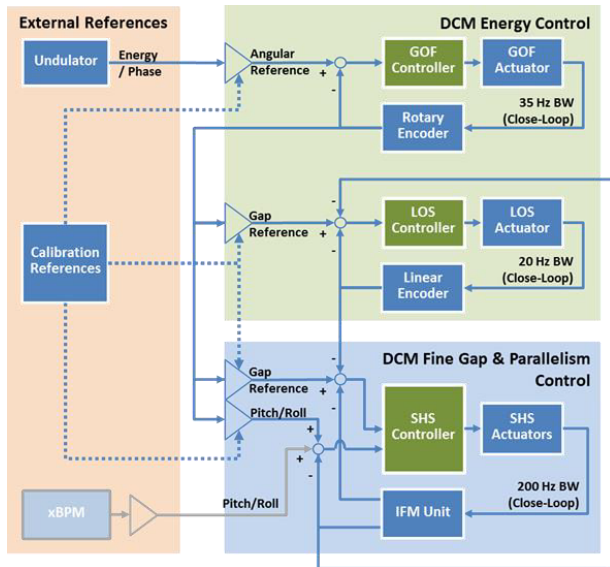 External References
DCM Energy Control
Undulator
Energy
/ Phase
Angular
Reference
+
-
GOF
Controller
GOF
Actuator
35 Hz BW
(Close-Loop)
Rotary
Encoder
Calibration
References
Gap
Reference
-
+
-
LOS
Controller
LOS
Actuator
20 Hz BW
(Close-Loop)
Linear
Encoder
DCM Fine Gap & Parallelism
Control
Gap
Reference
-
+
-
Pitch/Roll
+
+
-
SHS
Controller
SHS
Actuators
200 Hz BW
(Close-Loop)
IFM Unit
xBPM
Pitch/Roll